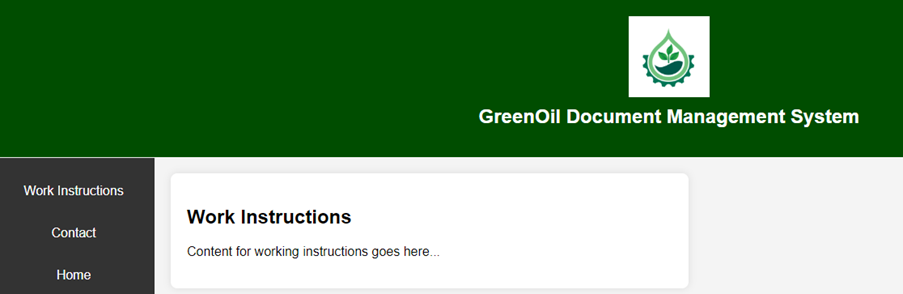 GreenOil Document Management System
Work Instructions
Contact
Home
Work Instructions
Content for working instructions goes here...